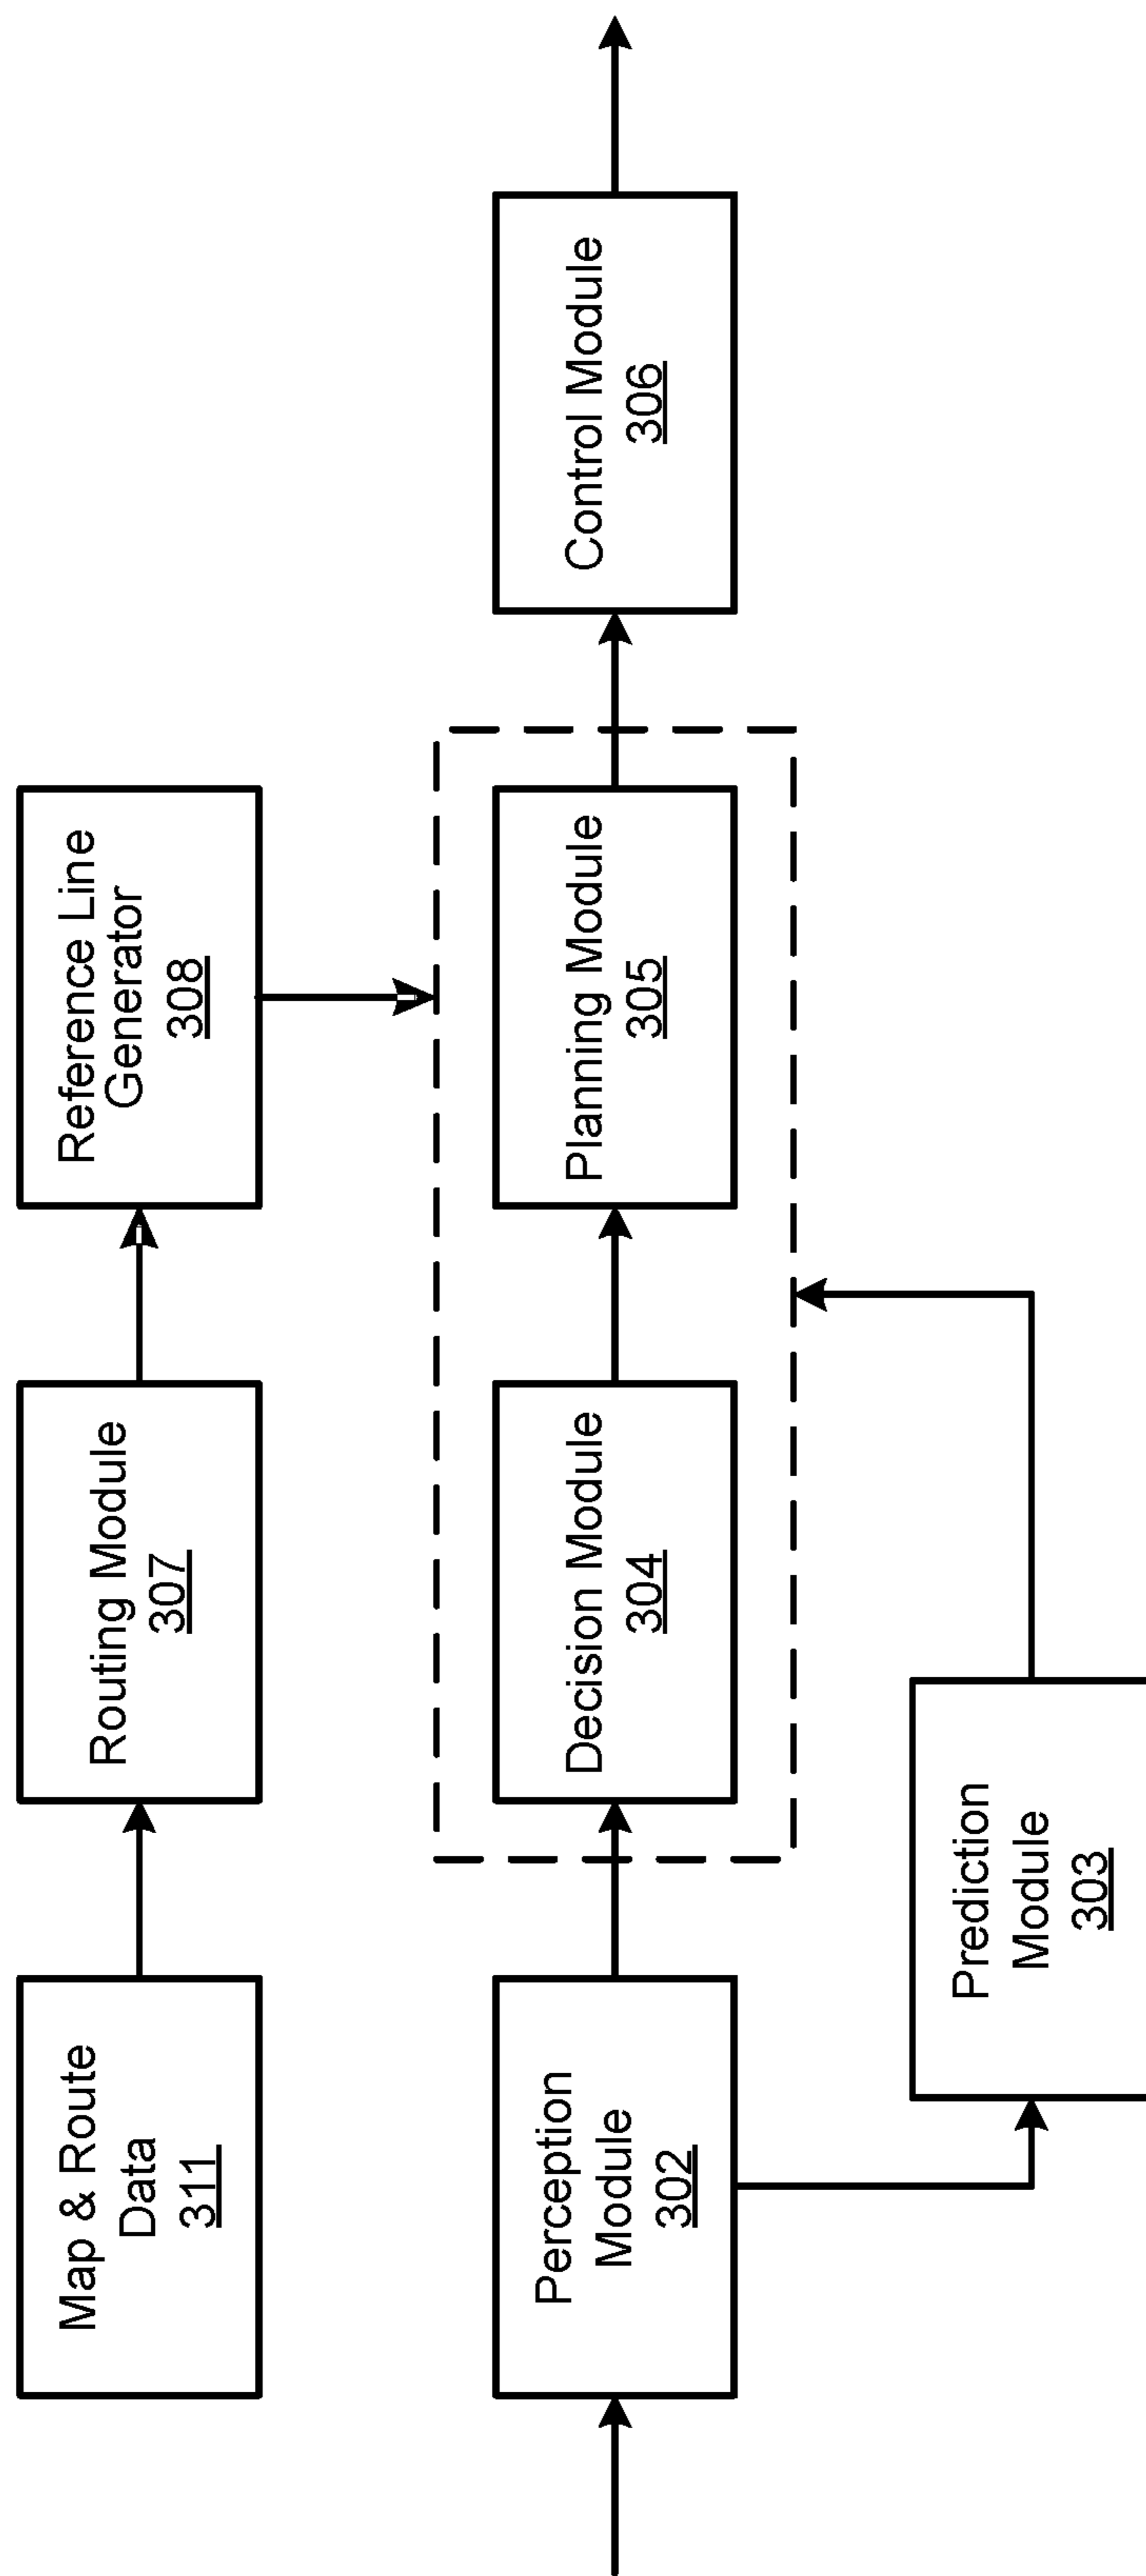 Map & Route
Data
311
Routing Module
307
Reference Line
Generator
308
Perception
Module
302
Decision Module
304
Planning Module
305
Control Module
306
Prediction
Module
303